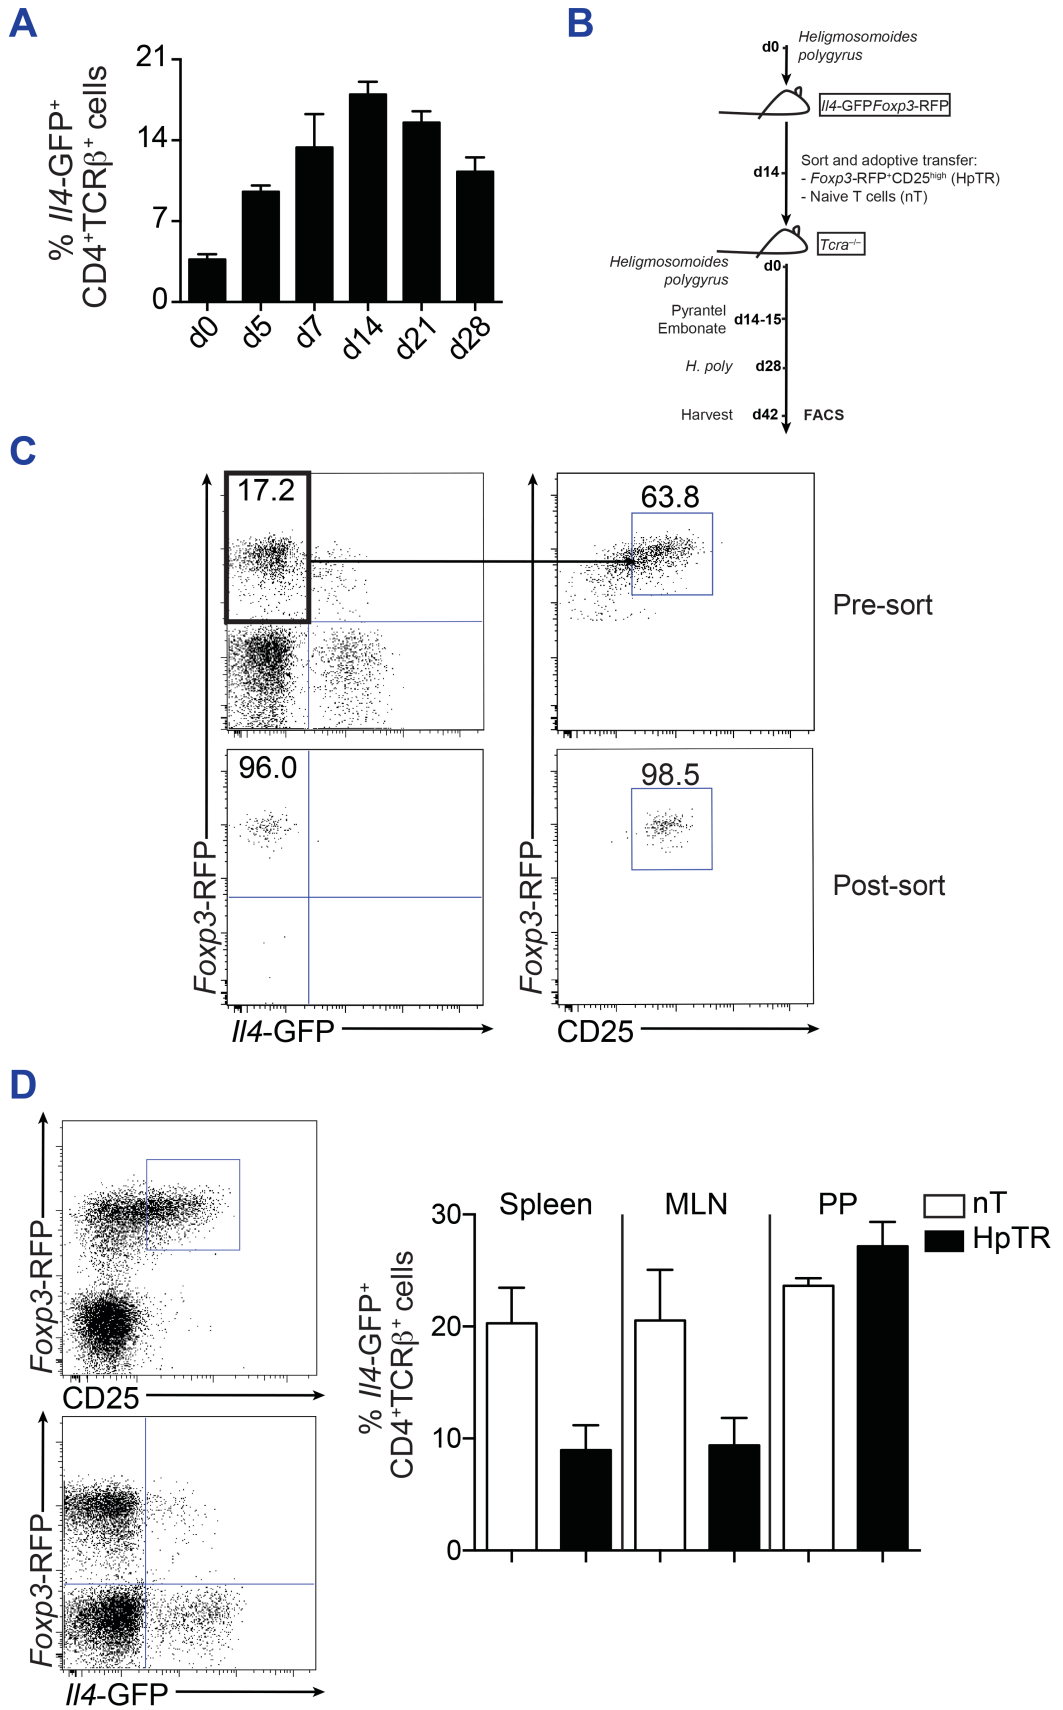 A
% Il4-GFP⁺
CD4⁺TCRβ⁺ cells
21
14
7
0
d0
d5
d7
d14
d21
d28
B
d0
Heligmosomoides
polygyrus
Il4-GFPFoxp3-RFP
d14
Sort and adoptive transfer:
- Foxp3-RFP⁺CD25ʰⁱᵍʰ (HpTR)
- Naive T cells (nT)
Tcra⁻/⁻
Heligmosomoides
polygyrus
d0
Pyrantel
Embonate
d14-15
H. poly
d28
Harvest
d42
FACS
C
17.2
63.8
Pre-sort
96.0
98.5
Post-sort
Foxp3-RFP
Foxp3-RFP
Il4-GFP
CD25
D
Foxp3-RFP
CD25
Foxp3-RFP
Il4-GFP
% Il4-GFP⁺
CD4⁺TCRβ⁺ cells
30
20
10
0
Spleen
MLN
PP
nT
HpTR